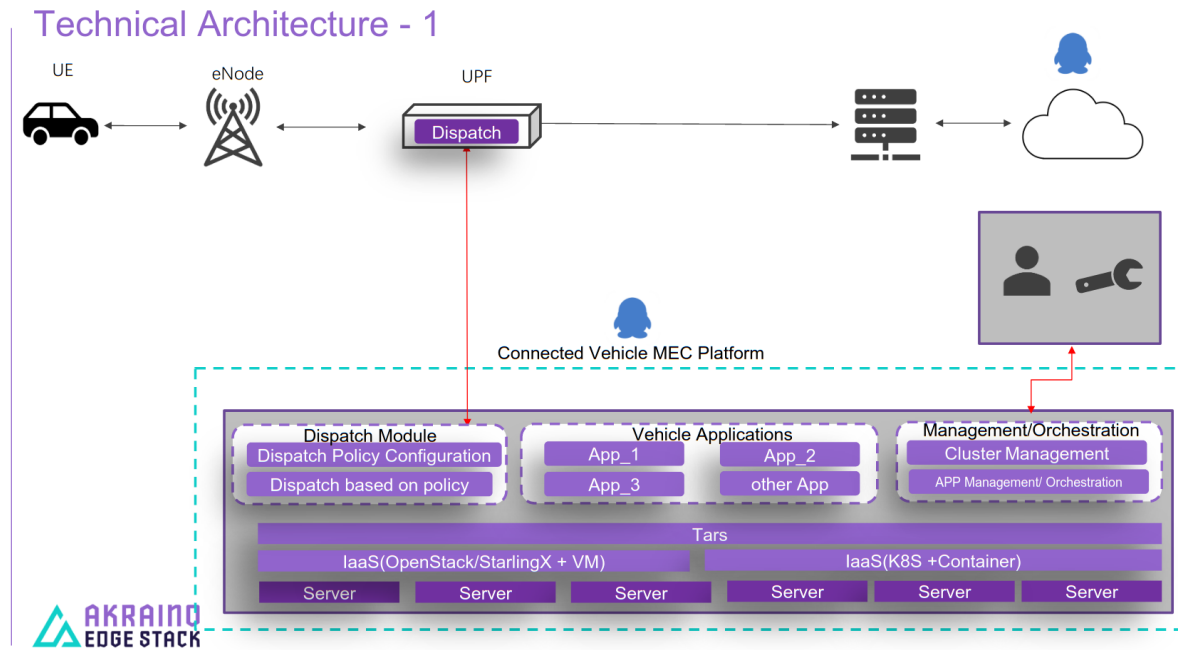 Technical Architecture - 1
UE
eNode
UPF
Dispatch
Connected Vehicle MEC Platform
Dispatch Module
Dispatch Policy Configuration
Dispatch based on policy
Vehicle Applications
App_1
App_2
App_3
other App
Management/Orchestration
Cluster Management
APP Management/ Orchestration
Tars
IaaS(OpenStack/StarlingX + VM)
IaaS(K8S +Container)
Server
Server
Server
Server
Server
Server
AKRAINO
EDGE STACK